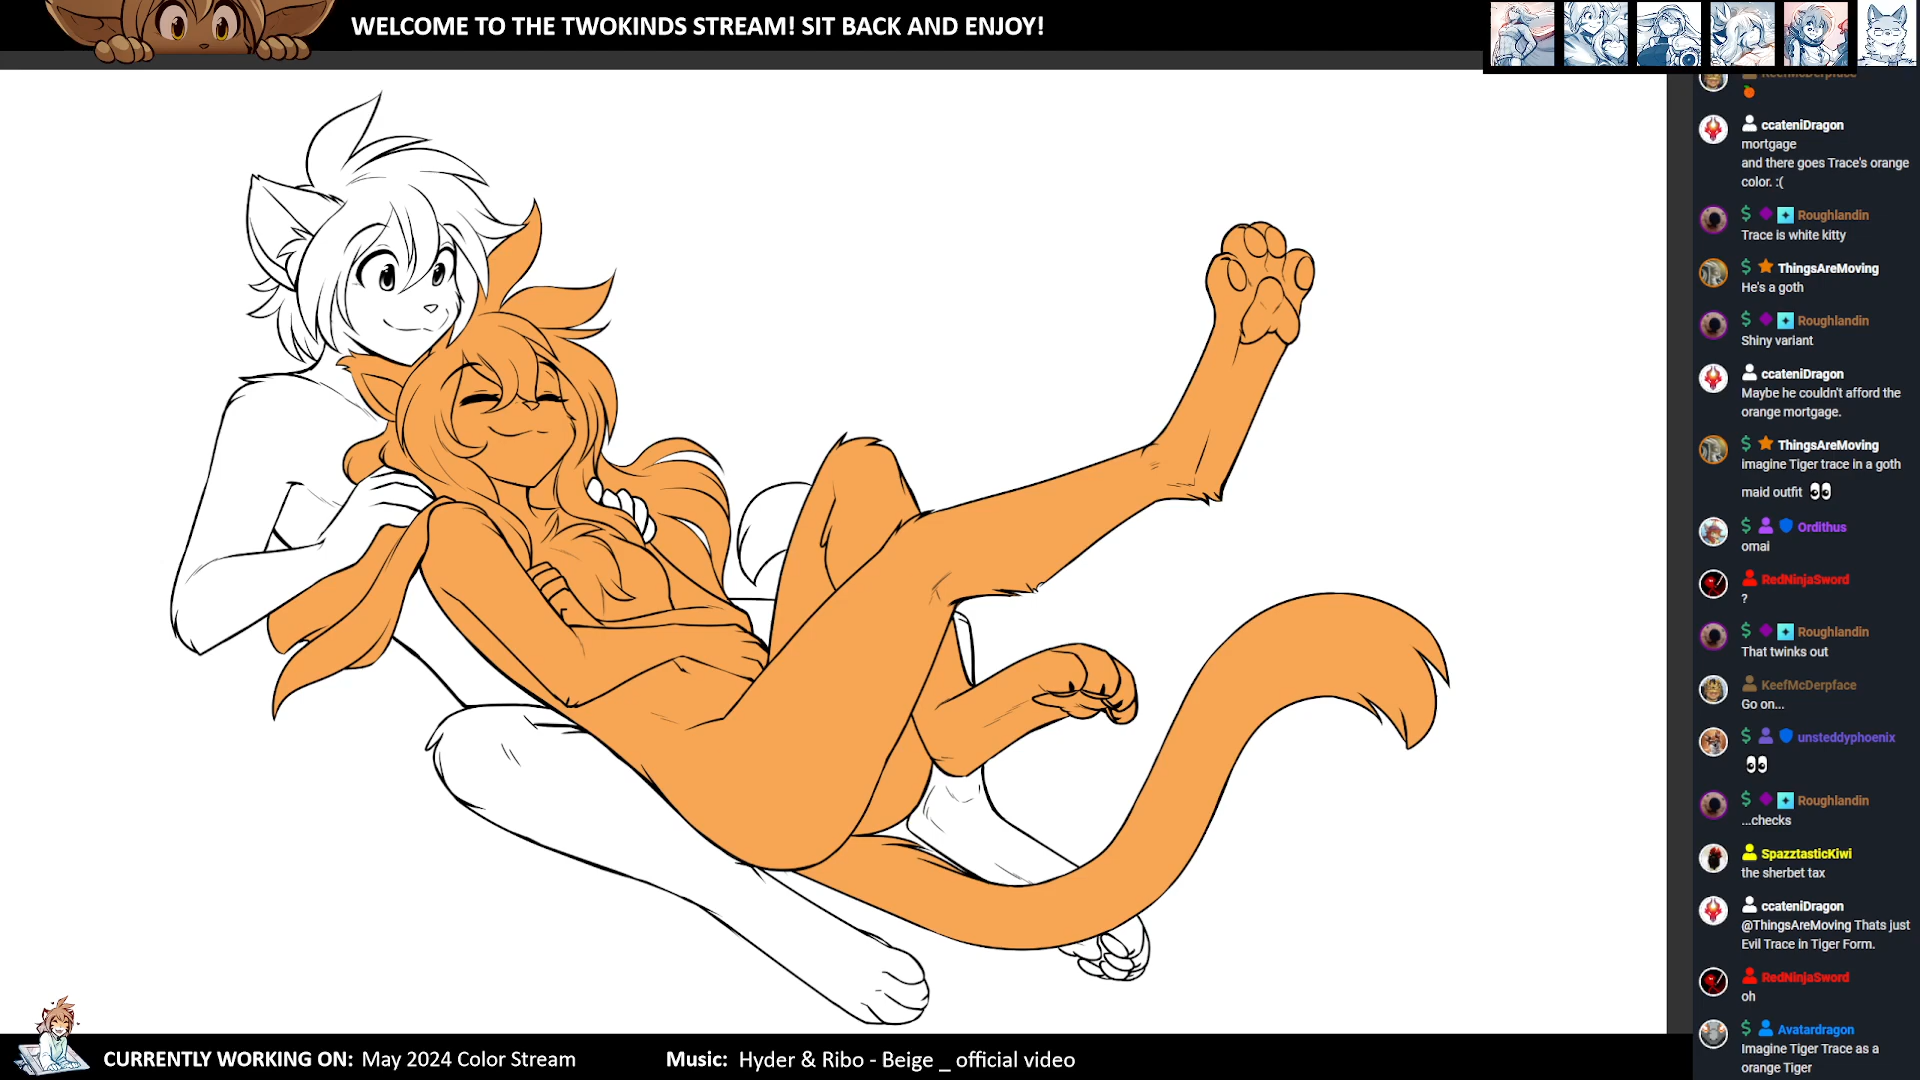 WELCOME TO THE TWOKINDS STREAM! SIT BACK AND ENJOY!
KeefMcDerpface
ccateniDragon
mortgage
and there goes Trace's orange
color. :(
Roughlandin
Trace is white kitty
ThingsAreMoving
He's a goth
Roughlandin
Shiny variant
ccateniDragon
Maybe he couldn't afford the
orange mortgage.
ThingsAreMoving
Imagine Tiger trace in a goth
maid outfit
Ordithus
omai
RedNinjaSword
?
Roughlandin
That twinks out
KeefMcDerpface
Go on...
unsteddyphoenix
Roughlandin
...checks
SpazztasticKiwi
the sherbet tax
ccateniDragon
@ThingsAreMoving Thats just
Evil Trace in Tiger Form.
RedNinjaSword
oh
Avatardragon
Imagine Tiger Trace as a
orange Tiger
CURRENTLY WORKING ON: May 2024 Color Stream
Music: Hyder & Ribo - Beige _ official video